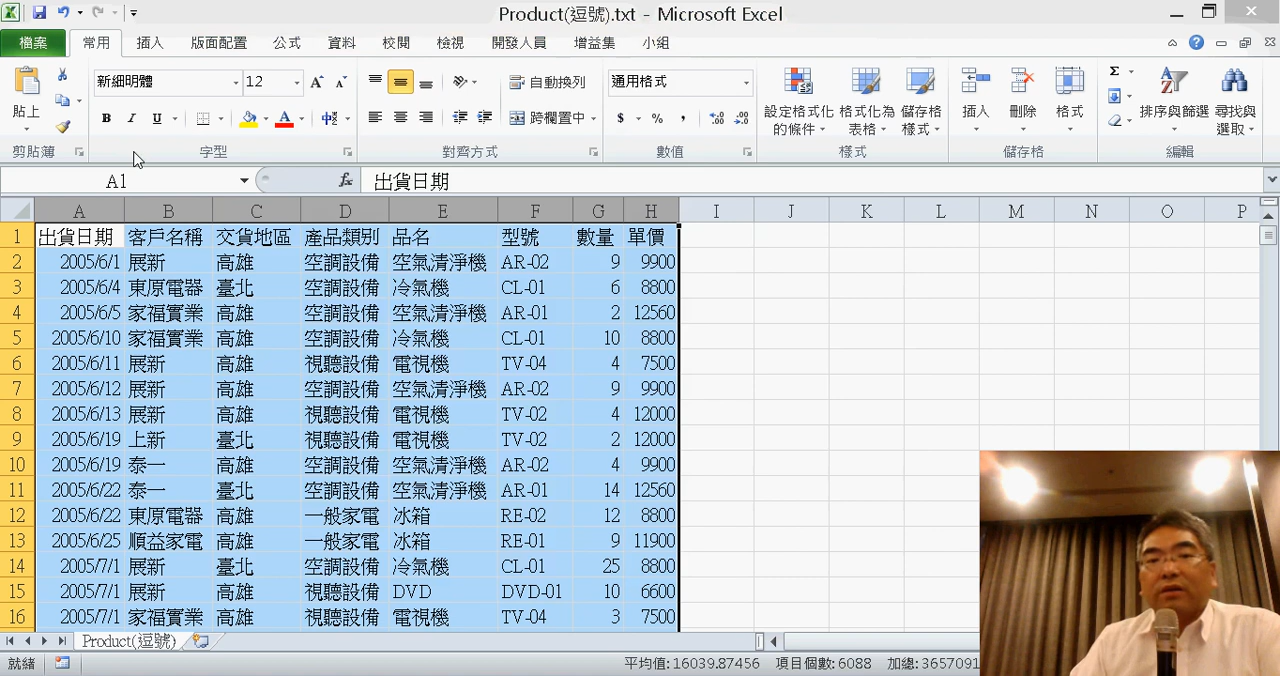 Product(逗號).txt - Microsoft Excel
檔案 常用 插入 版面配置 公式 資料 校閱 檢視 開發人員 增益集 小組
新細明體 12 自動換列 通用格式
貼上 B I U 跨欄置中 $ % , 設定格式化的條件 格式化為表格 儲存格樣式 插入 刪除 格式 Σ 排序與篩選 尋找與選取
剪貼簿 字型 對齊方式 數值 樣式 儲存格 編輯
A1 fx 出貨日期
A B C D E F G H I J K L M N O P
1 出貨日期 客戶名稱 交貨地區 產品類別 品名 型號 數量 單價
2 2005/6/1 展新 高雄 空調設備 空氣清淨機 AR-02 9 9900
3 2005/6/4 東原電器 臺北 空調設備 冷氣機 CL-01 6 8800
4 2005/6/5 家福實業 高雄 空調設備 空氣清淨機 AR-01 2 12560
5 2005/6/10 家福實業 高雄 空調設備 冷氣機 CL-01 10 8800
6 2005/6/11 展新 高雄 視聽設備 電視機 TV-04 4 7500
7 2005/6/12 展新 高雄 空調設備 空氣清淨機 AR-02 9 9900
8 2005/6/13 展新 高雄 視聽設備 電視機 TV-02 4 12000
9 2005/6/19 上新 臺北 視聽設備 電視機 TV-02 2 12000
10 2005/6/19 泰一 高雄 空調設備 空氣清淨機 AR-02 4 9900
11 2005/6/22 泰一 臺北 空調設備 空氣清淨機 AR-01 14 12560
12 2005/6/22 東原電器 高雄 一般家電 冰箱 RE-02 12 8800
13 2005/6/25 順益家電 高雄 一般家電 冰箱 RE-01 9 11900
14 2005/7/1 展新 臺北 空調設備 冷氣機 CL-01 25 8800
15 2005/7/1 展新 高雄 視聽設備 DVD DVD-01 10 6600
16 2005/7/1 家福實業 高雄 視聽設備 電視機 TV-04 3 7500
Product(逗號)
就緒 平均值: 16039.87456 項目個數: 6088 加總: 3657091